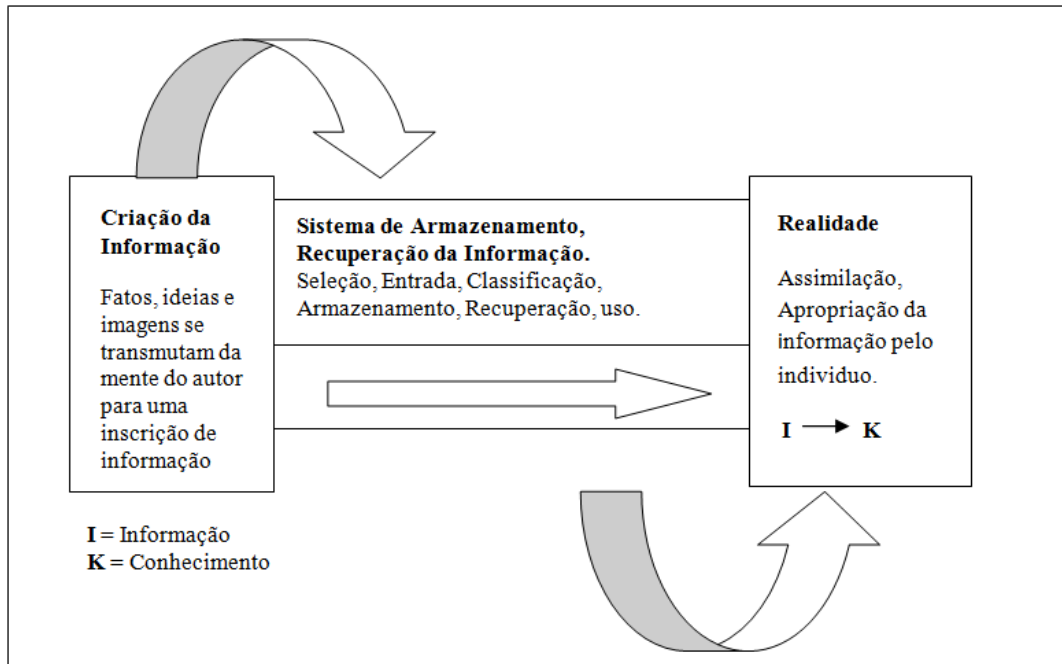 Criação da
Informação
Fatos, ideias e
imagens se
transmutam da
mente do autor
para uma
inscrição de
informação
Sistema de Armazenamento,
Recuperação da Informação.
Seleção, Entrada, Classificação,
Armazenamento, Recuperação, uso.
Realidade
Assimilação,
Apropriação da
informação pelo
individuo.
I K
I = Informação
K = Conhecimento